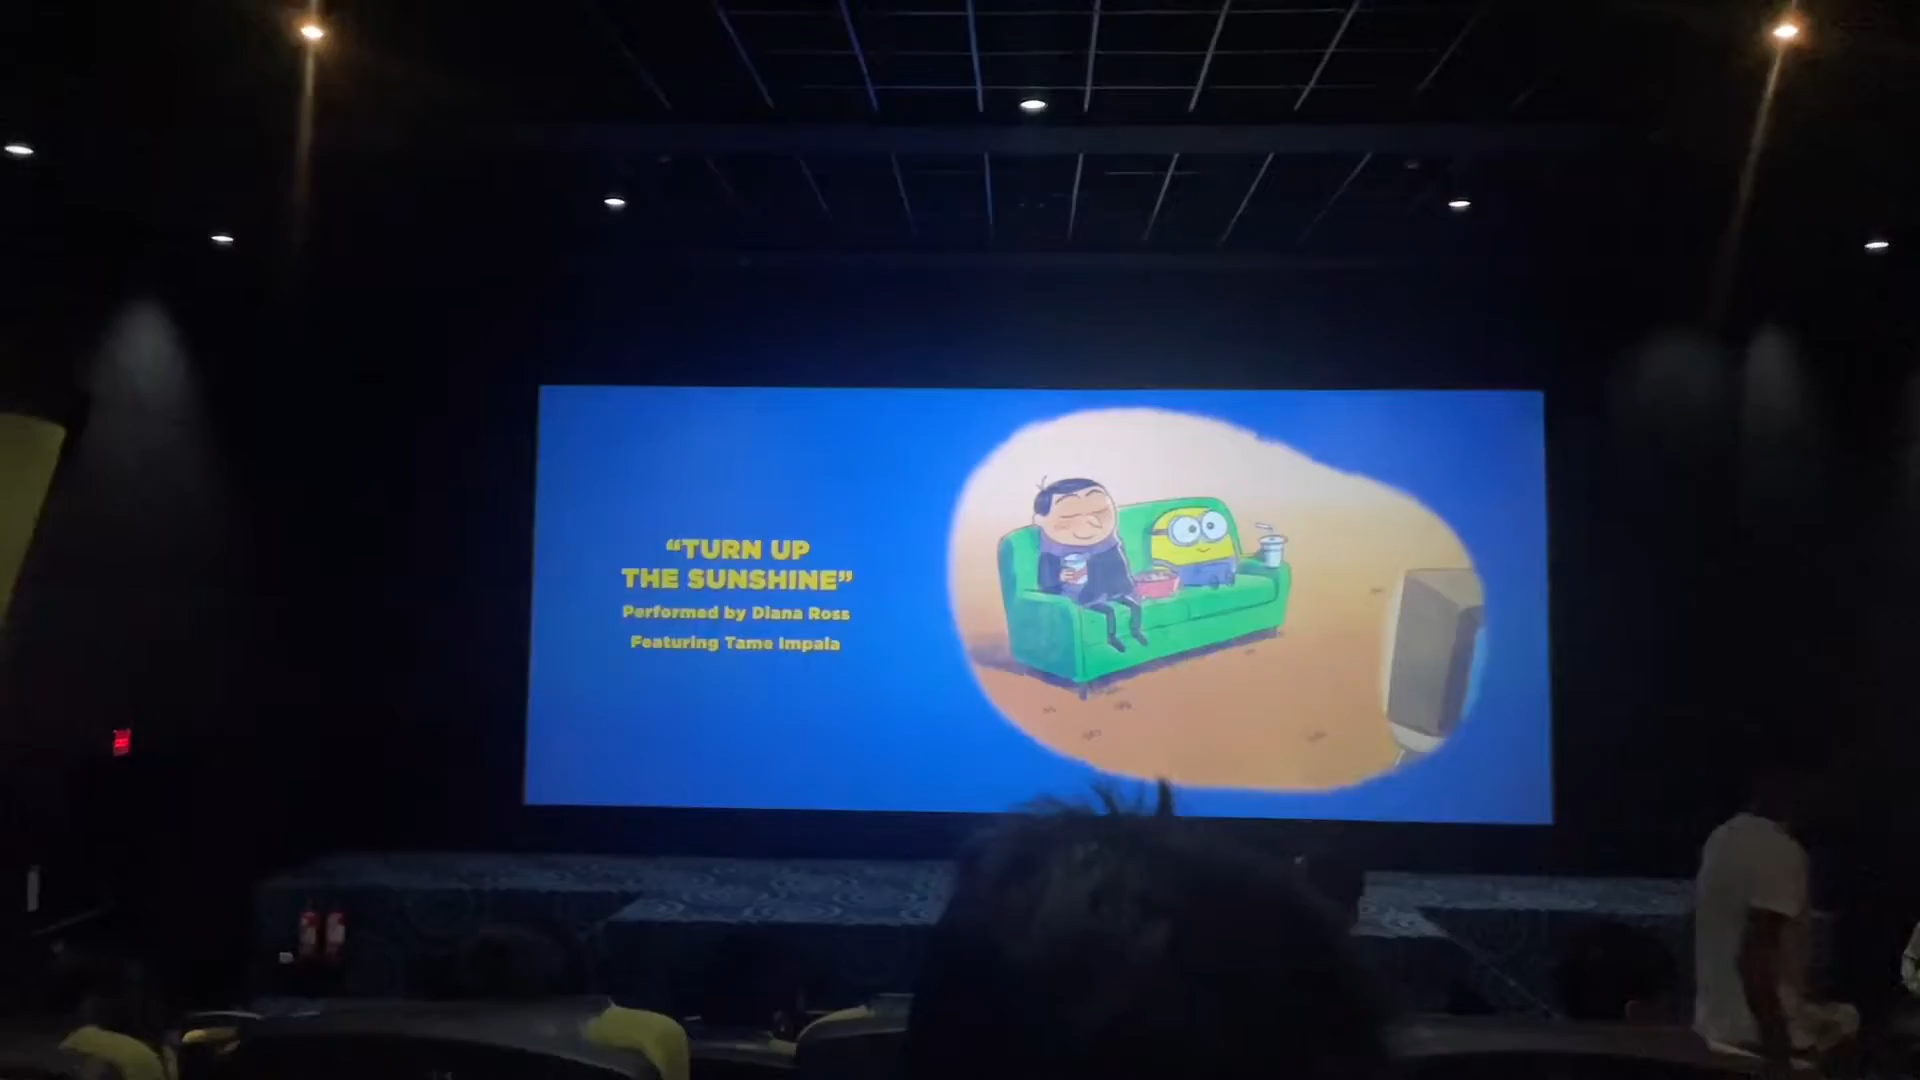 “TURN UP
THE SUNSHINE”
Performed by Diana Ross
Featuring Tame Impala